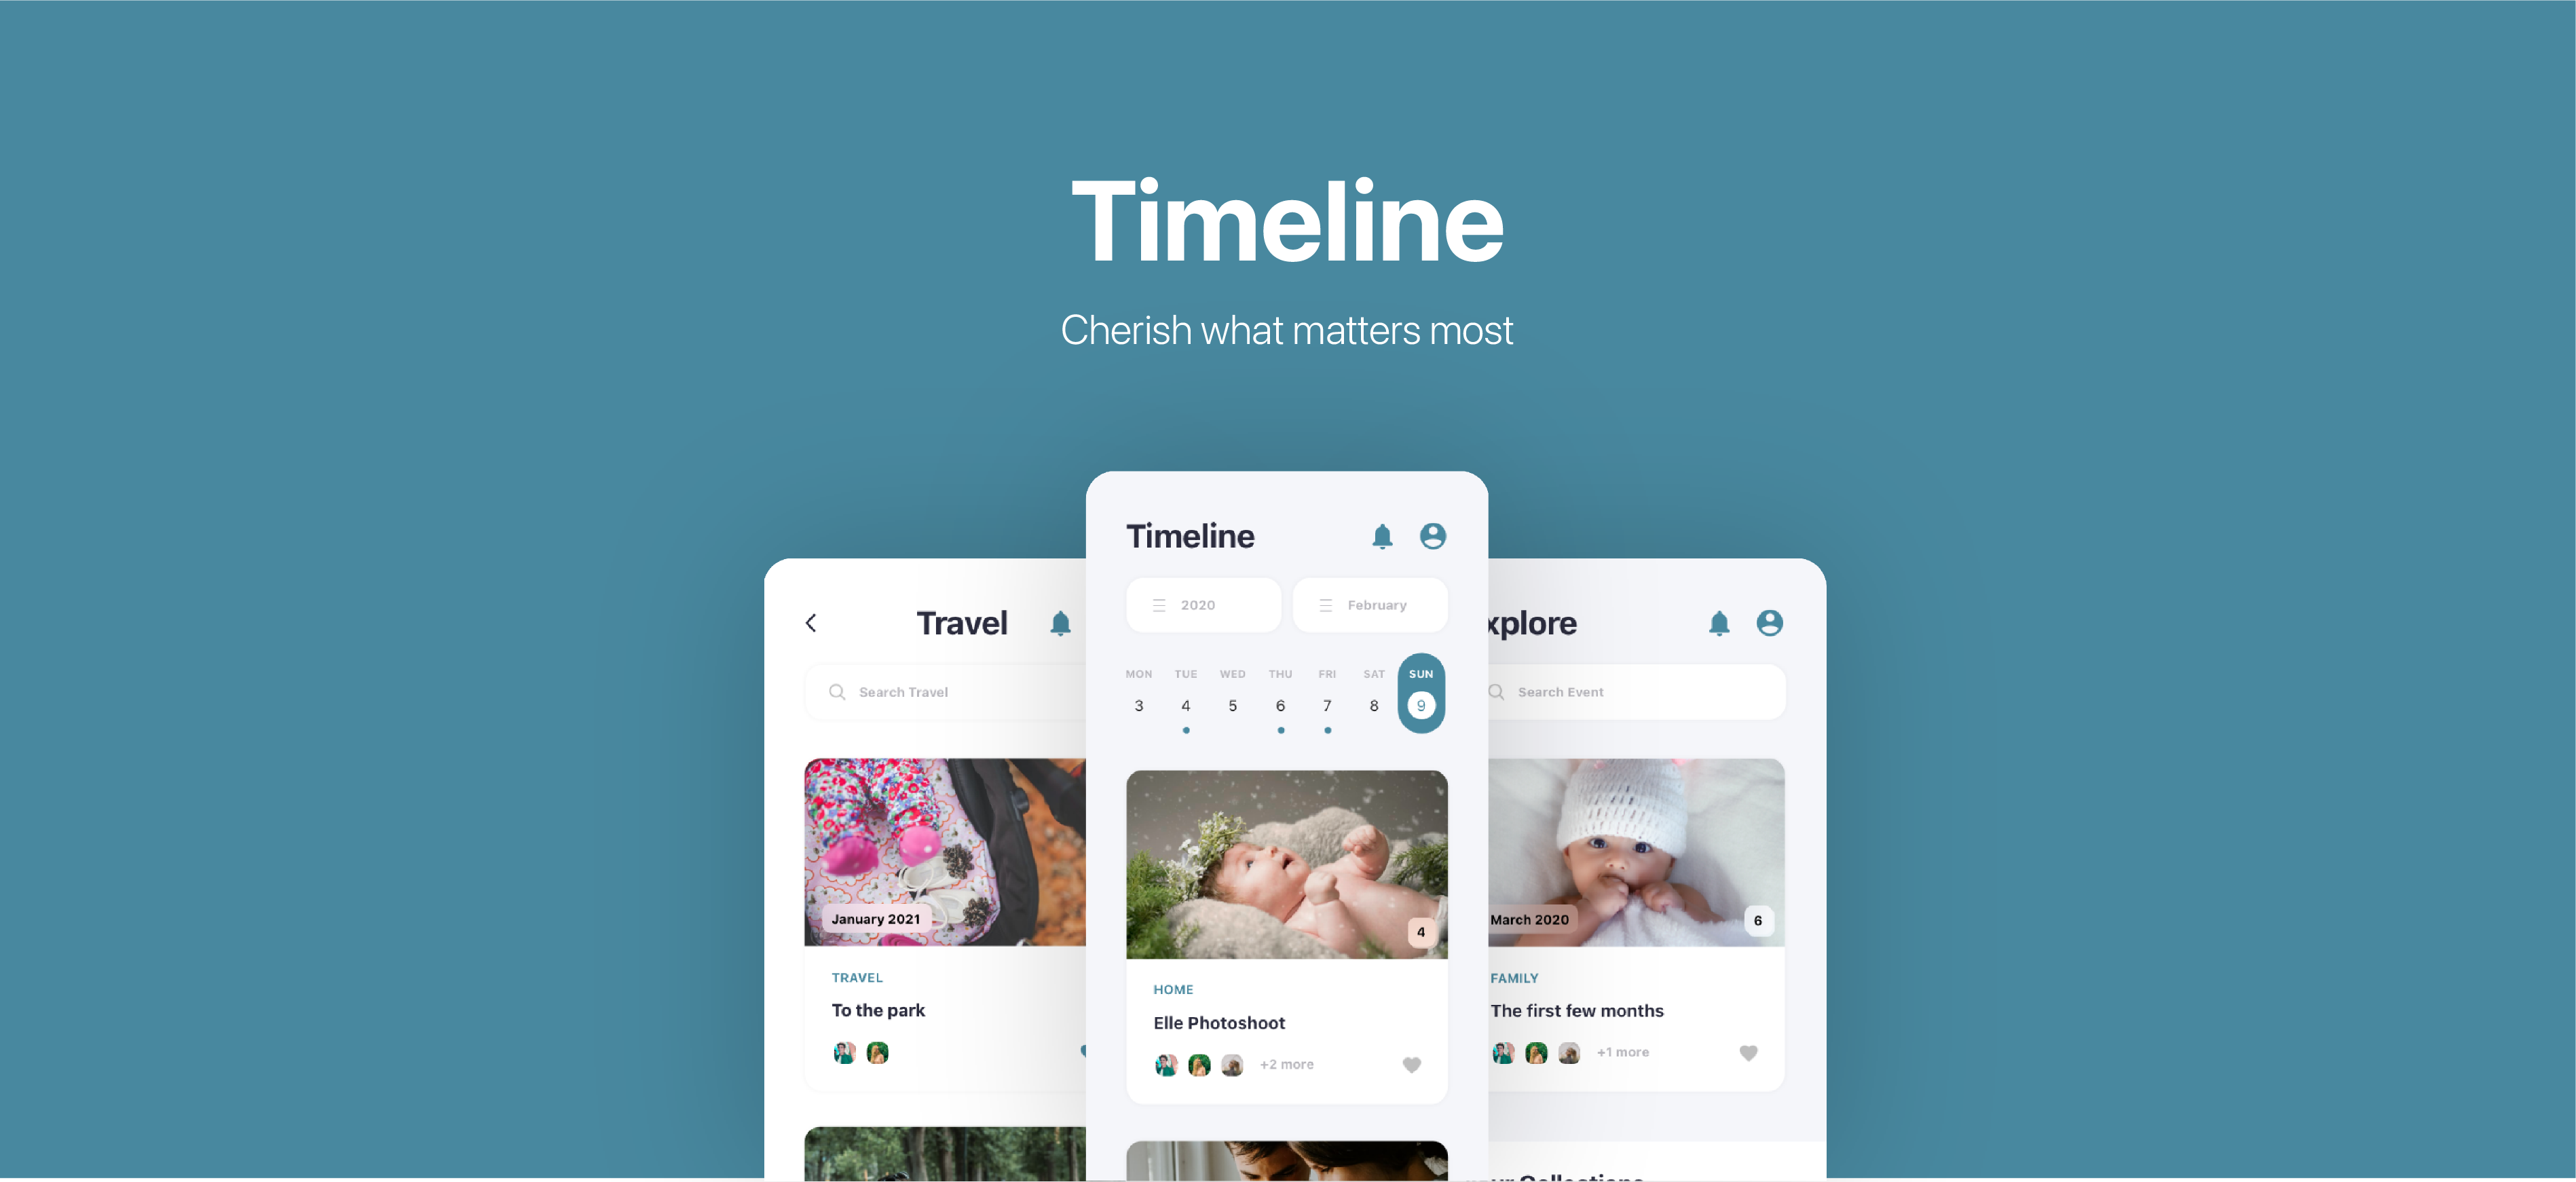 Timeline
Cherish what matters most
Travel
Search Travel
January 2021
TRAVEL
To the park
Timeline
2020
February
MON TUE WED THU FRI SAT SUN
3 4 5 6 7 8 9
4
HOME
Elle Photoshoot
+2 more
xplore
Search Event
March 2020
6
FAMILY
The first few months
+1 more
ur Collections